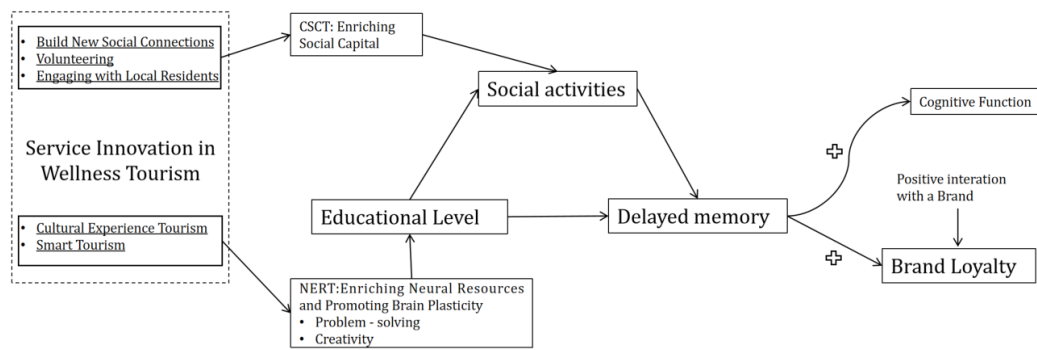 • Build New Social Connections
• Volunteering
• Engaging with Local Residents
Service Innovation in
Wellness Tourism
• Cultural Experience Tourism
• Smart Tourism
CSCT: Enriching
Social Capital
Social activities
Educational Level
NERT:Enriching Neural Resources
and Promoting Brain Plasticity
• Problem - solving
• Creativity
Delayed memory
Cognitive Function
Positive interation
with a Brand
Brand Loyalty